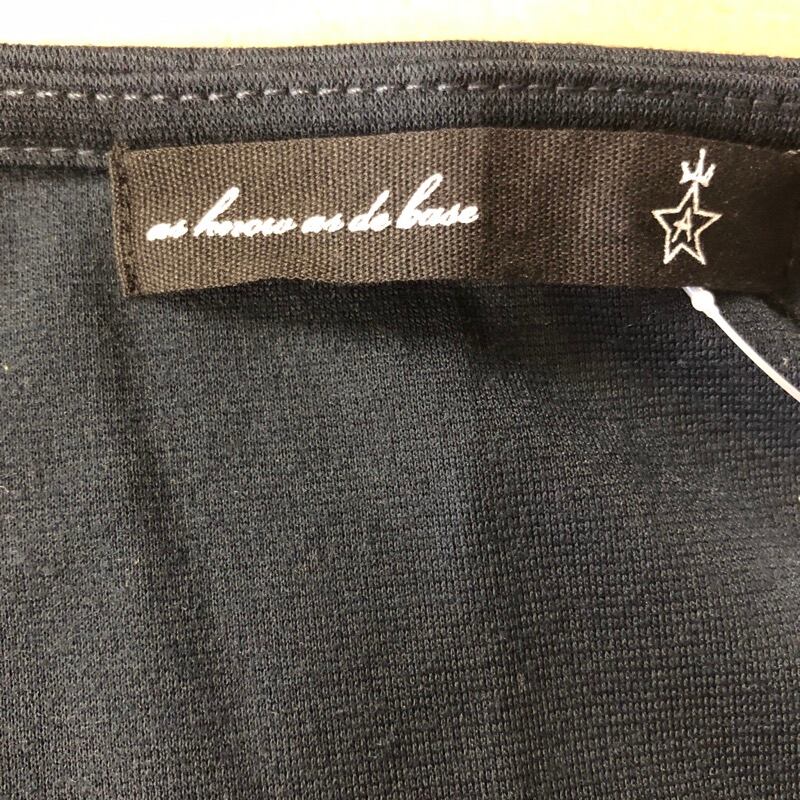 as know as de base
A